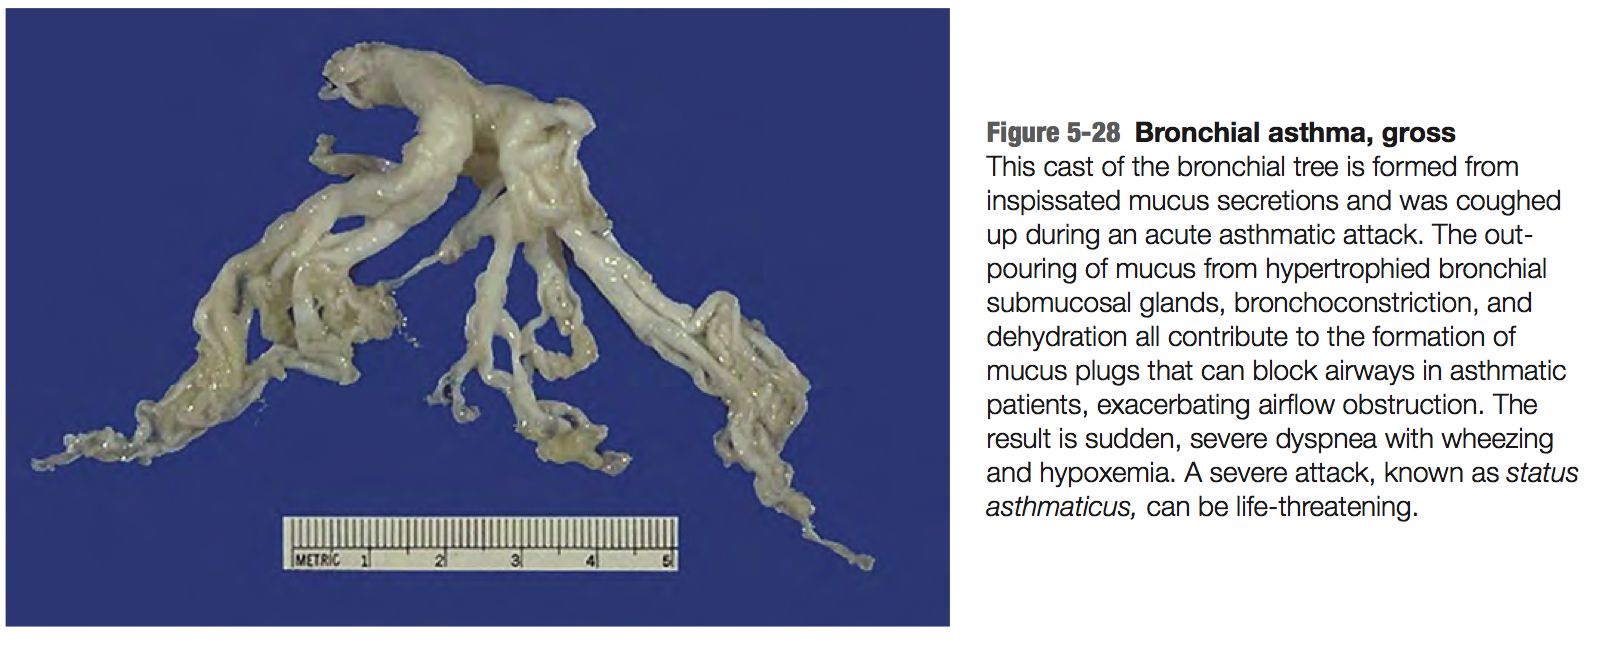 Figure 5-28 Bronchial asthma, gross
This cast of the bronchial tree is formed from
inspissated mucus secretions and was coughed
up during an acute asthmatic attack. The out-
pouring of mucus from hypertrophied bronchial
submucosal glands, bronchoconstriction, and
dehydration all contribute to the formation of
mucus plugs that can block airways in asthmatic
patients, exacerbating airflow obstruction. The
result is sudden, severe dyspnea with wheezing
and hypoxemia. A severe attack, known as status
asthmaticus, can be life-threatening.
METRIC 1 2 3 4 5